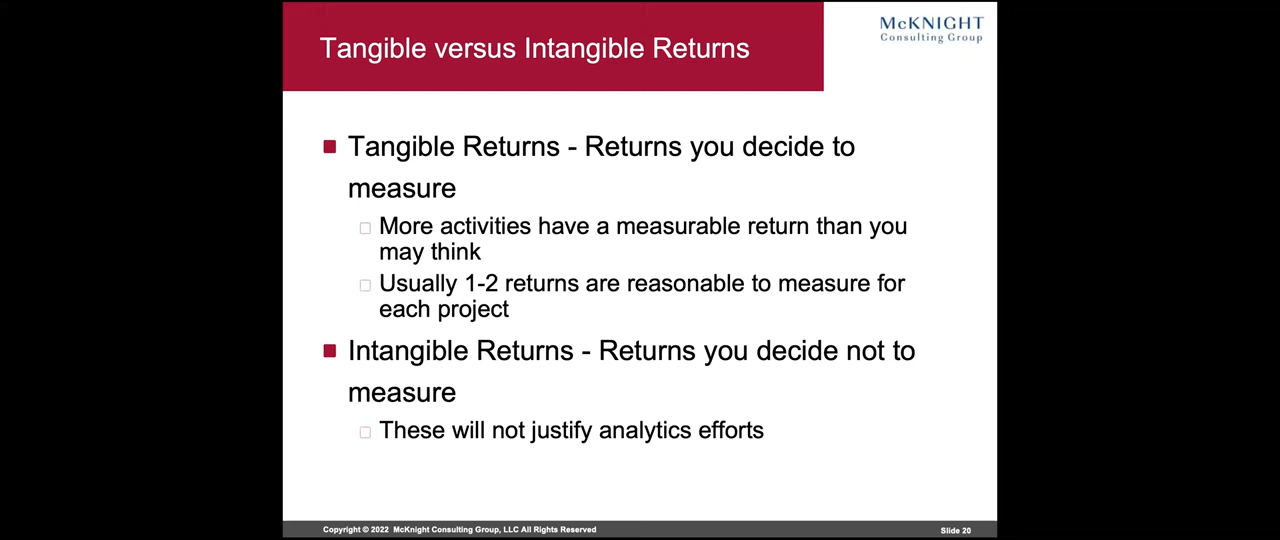 Tangible versus Intangible Returns
McKNIGHT
Consulting Group
Tangible Returns - Returns you decide to
measure
More activities have a measurable return than you
may think
Usually 1-2 returns are reasonable to measure for
each project
Intangible Returns - Returns you decide not to
measure
These will not justify analytics efforts
Copyright © 2022 McKnight Consulting Group, LLC All Rights Reserved
Slide 20